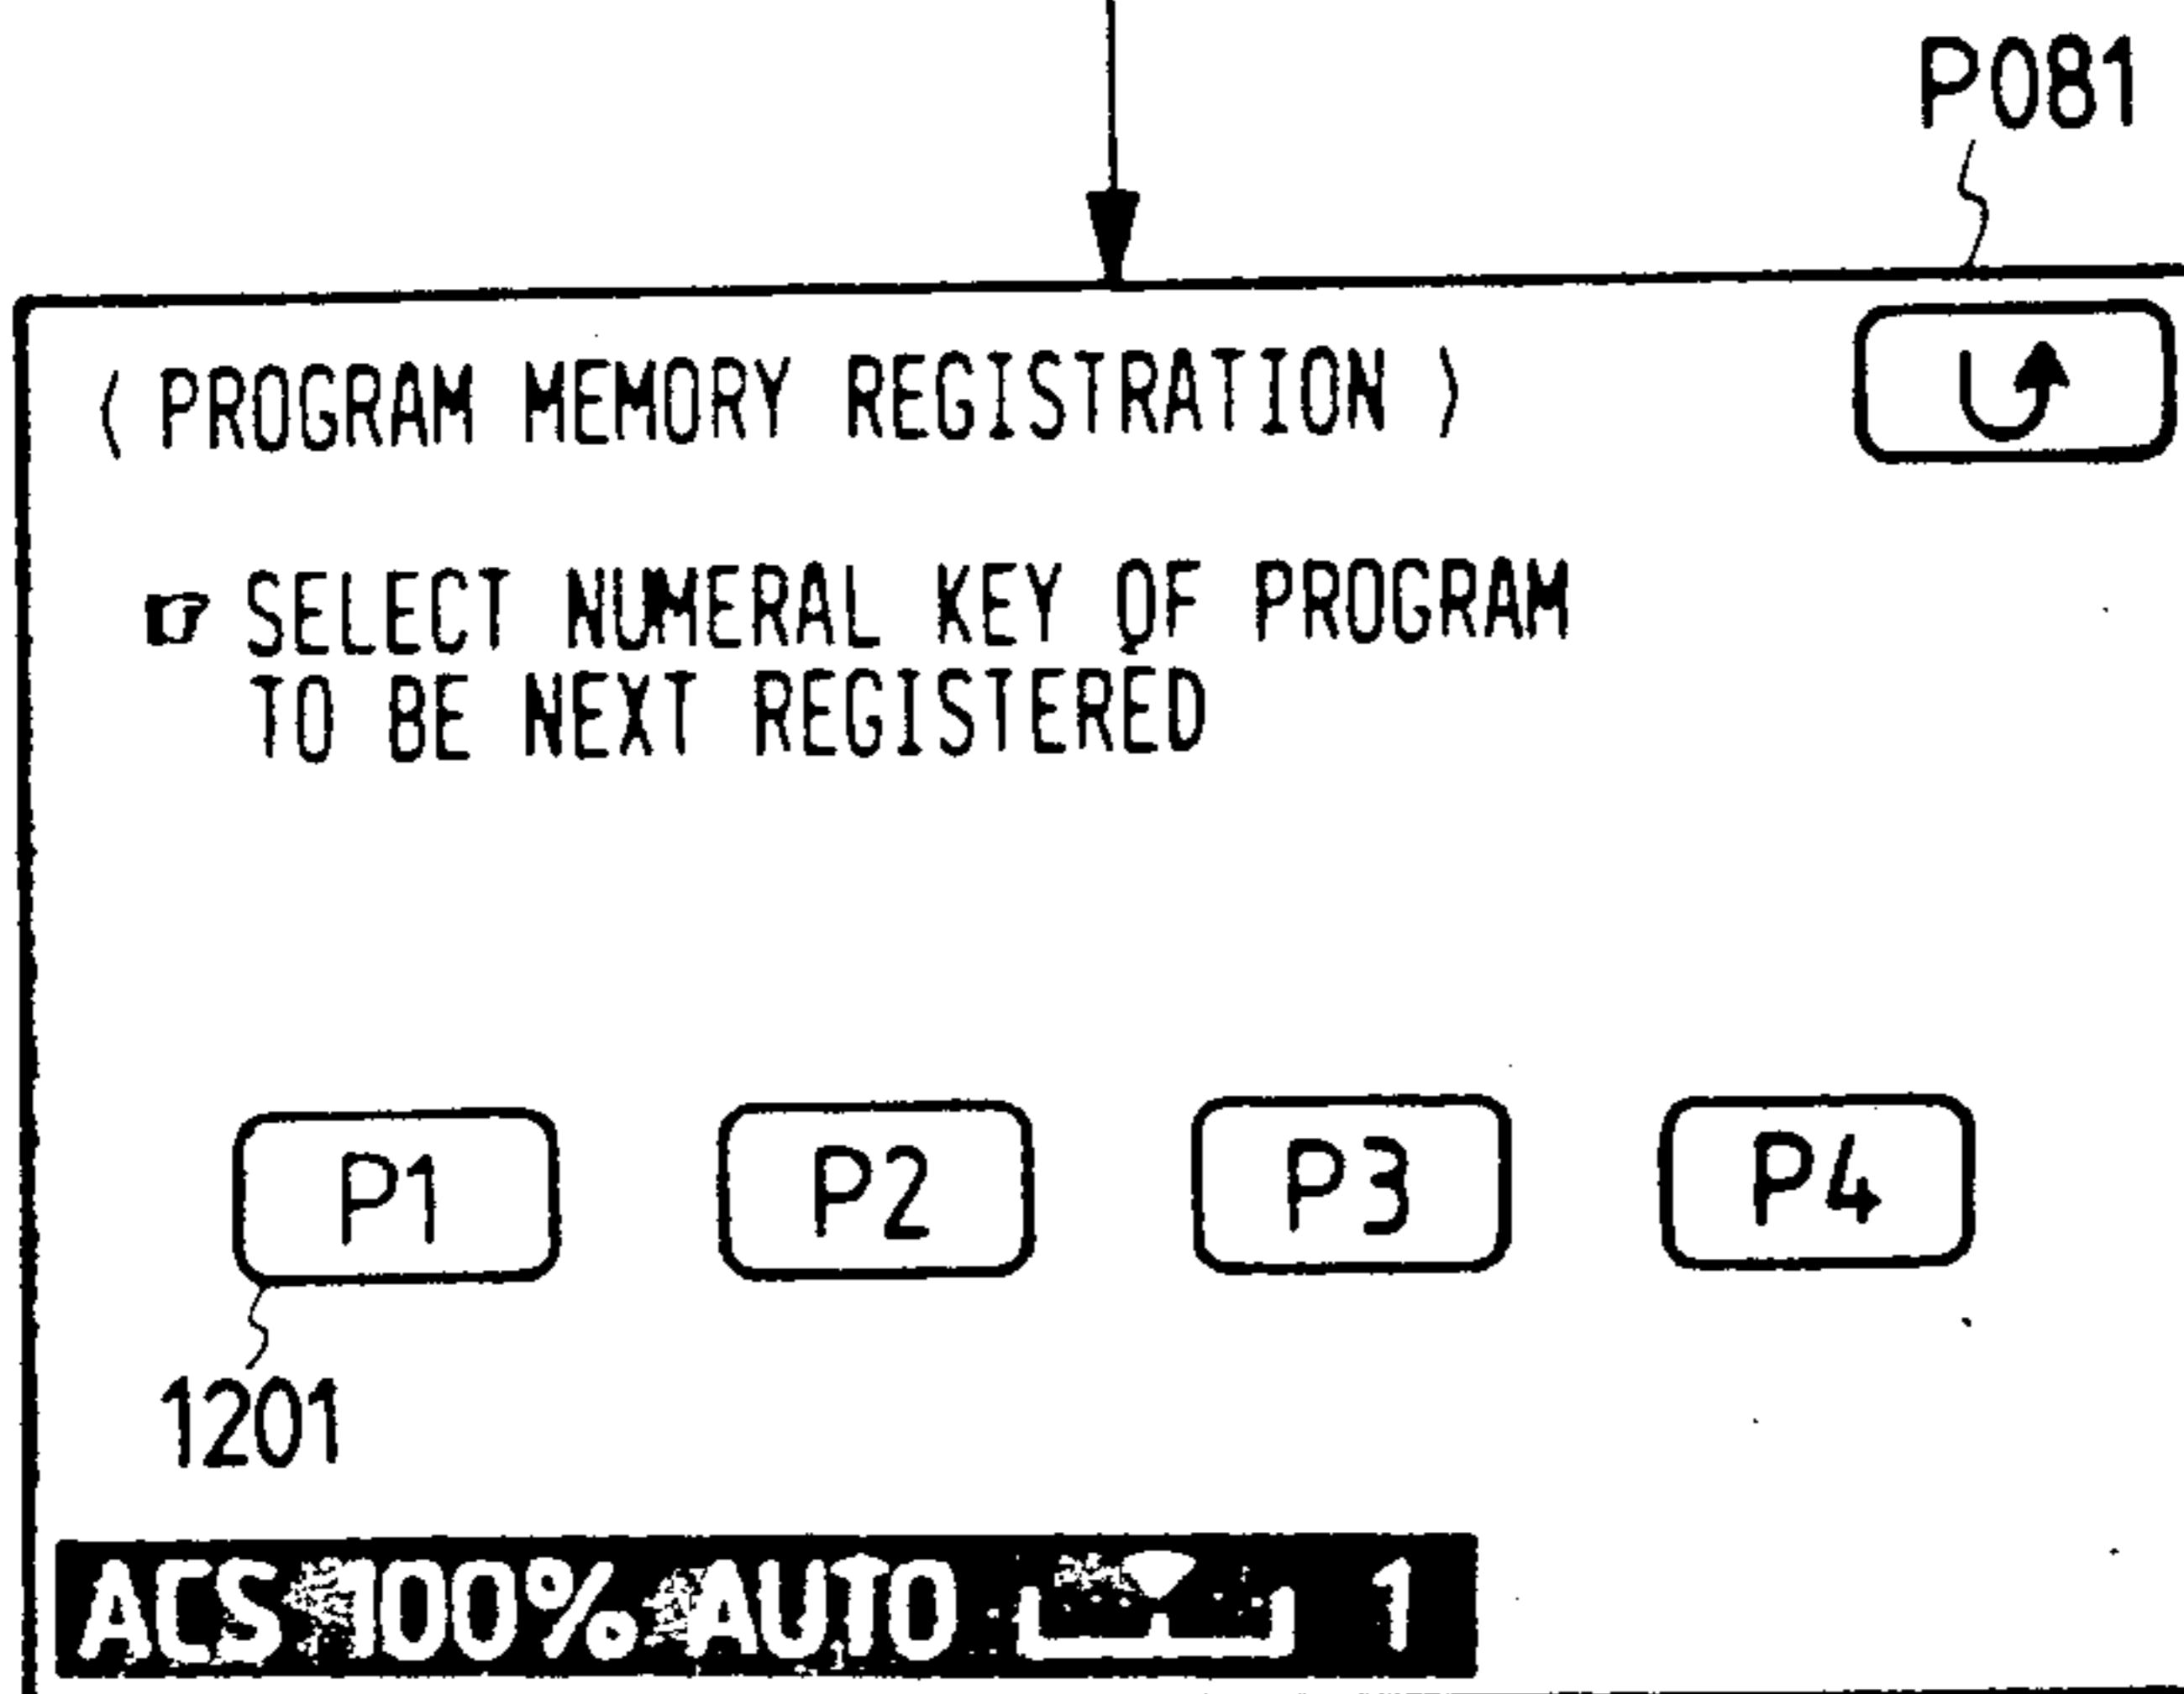 P081
( PROGRAM MEMORY REGISTRATION )
☞ SELECT NUMERAL KEY OF PROGRAM
TO BE NEXT REGISTERED
P1 P2 P3 P4
1201
ACS 100% AUTO 1